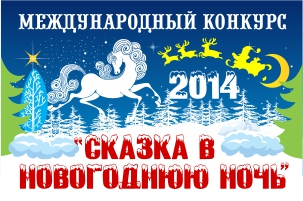 МЕЖДУНАРОДНЫЙ КОНКУРС
2014
"СКАЗКА В
НОВОГОДНЮЮ НОЧЬ"